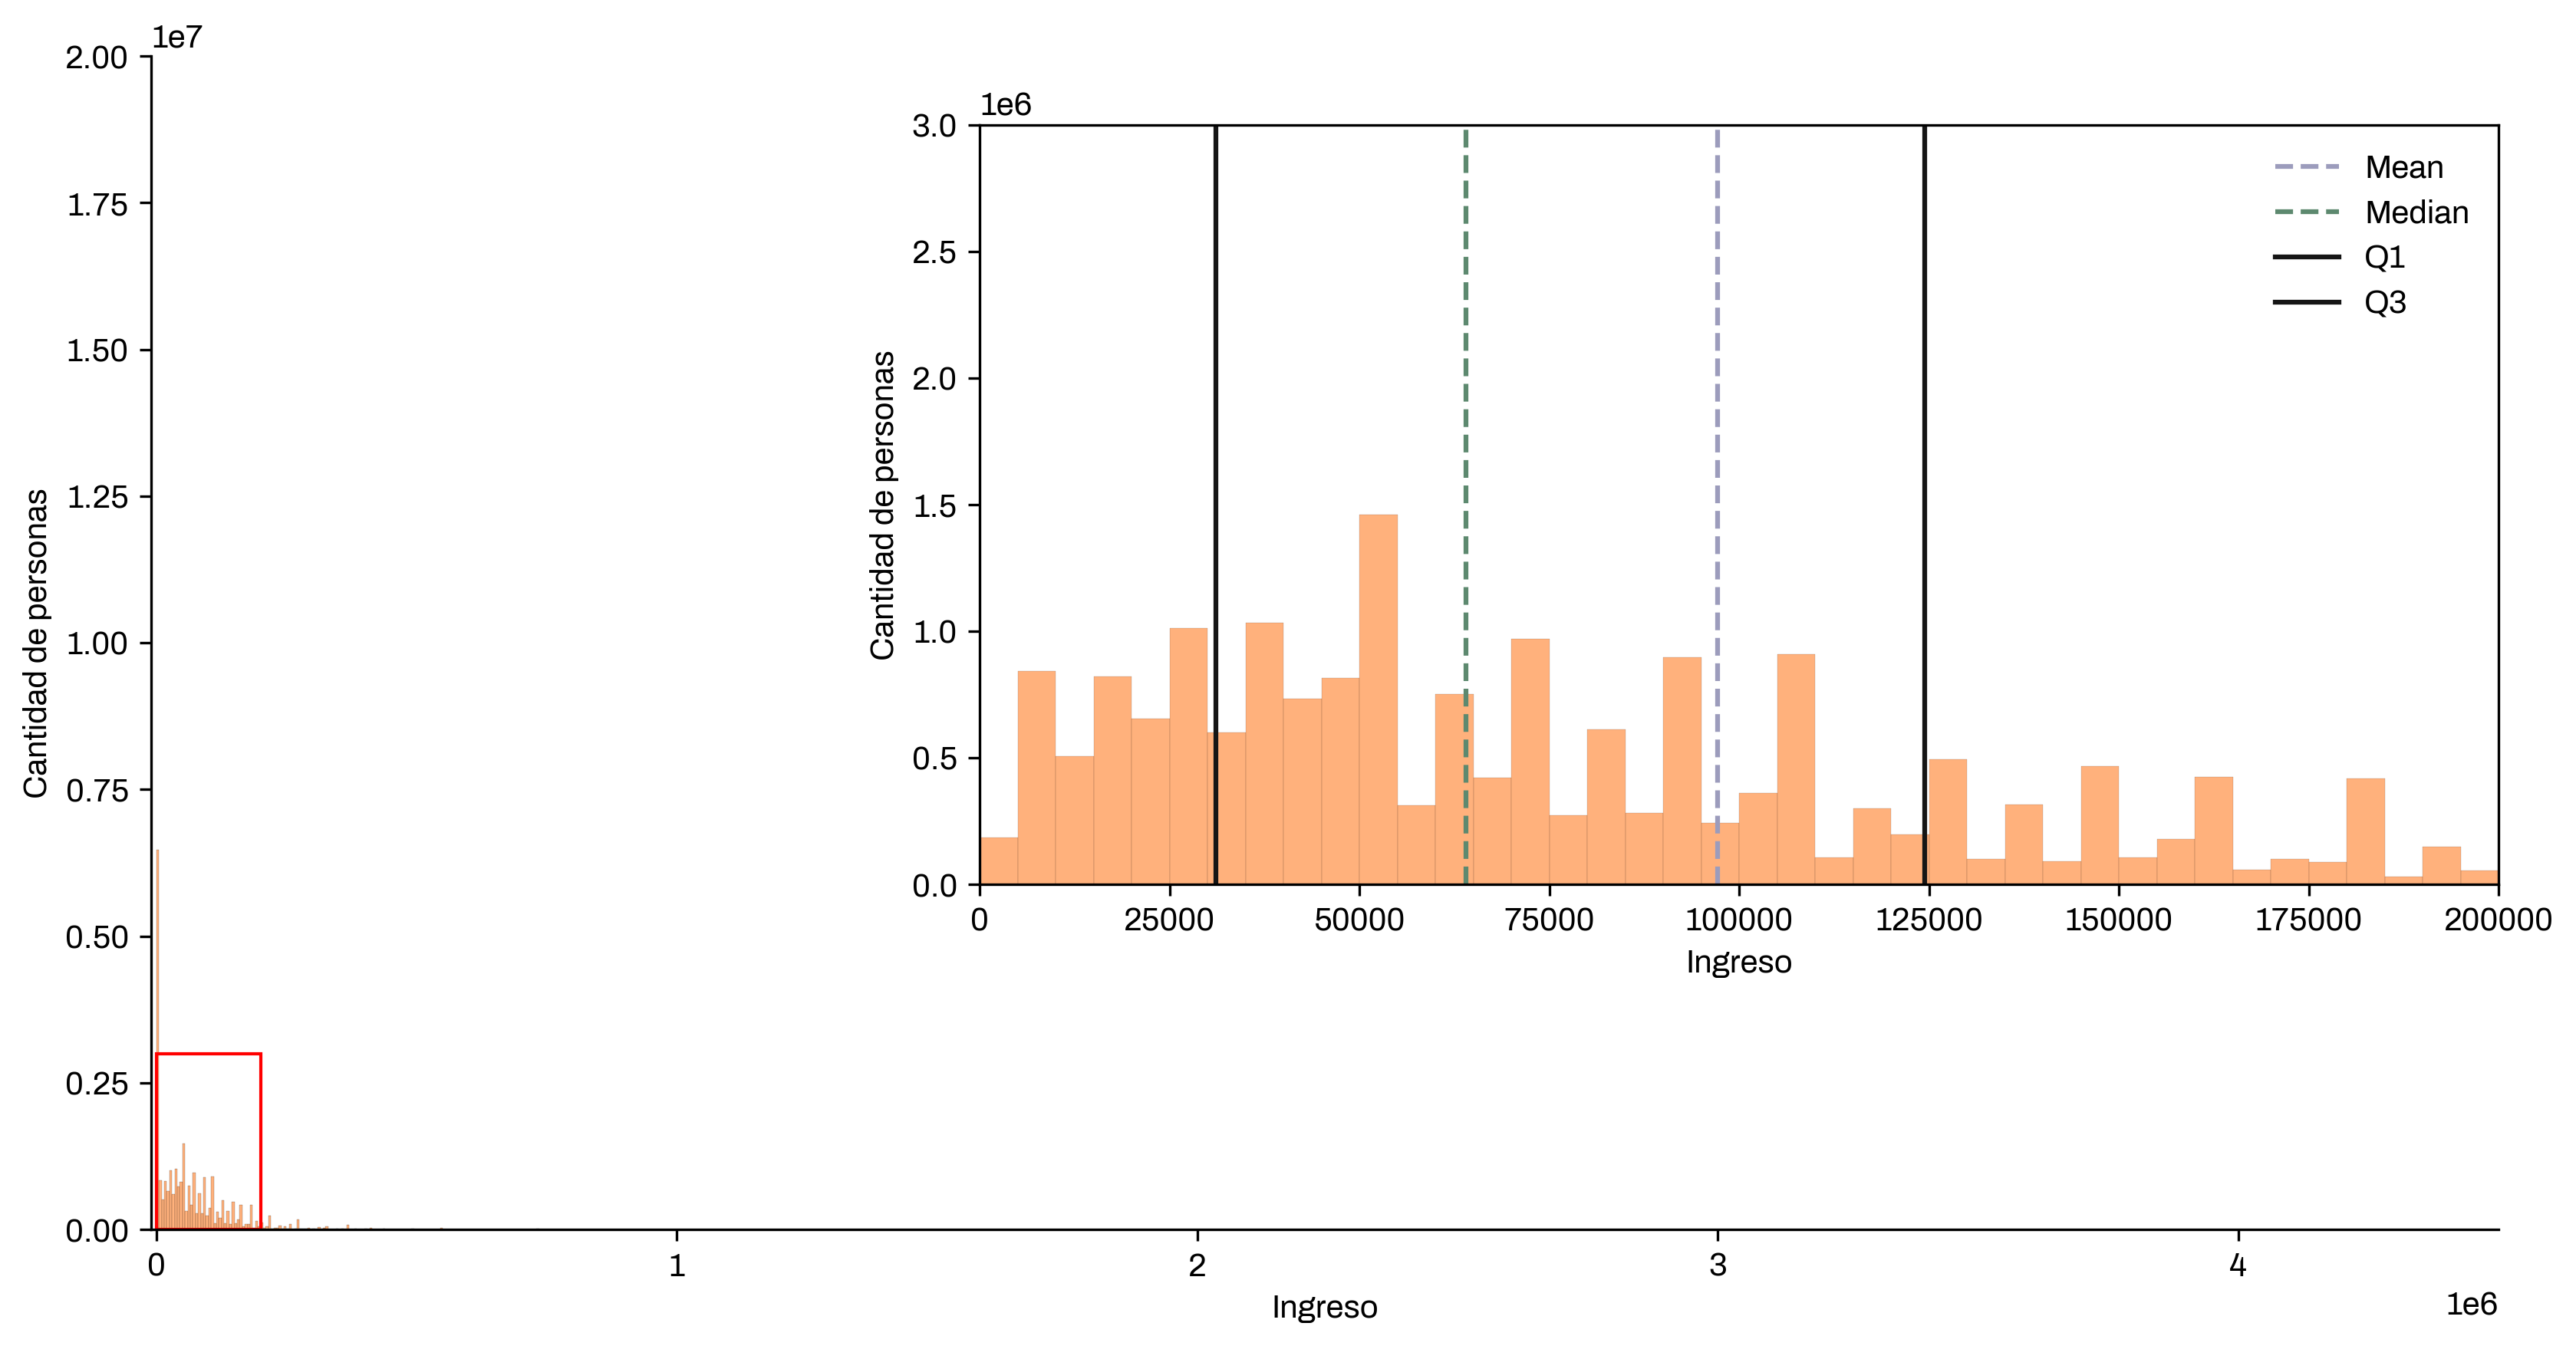 1e7
2.00
1.75
1.50
1.25
1.00
0.75
0.50
0.25
0.00
Cantidad de personas
0 1 2 3 4
Ingreso
1e6
1e6
3.0
2.5
2.0
1.5
1.0
0.5
0.0
Cantidad de personas
0 25000 50000 75000 100000 125000 150000 175000 200000
Ingreso
Mean
Median
Q1
Q3